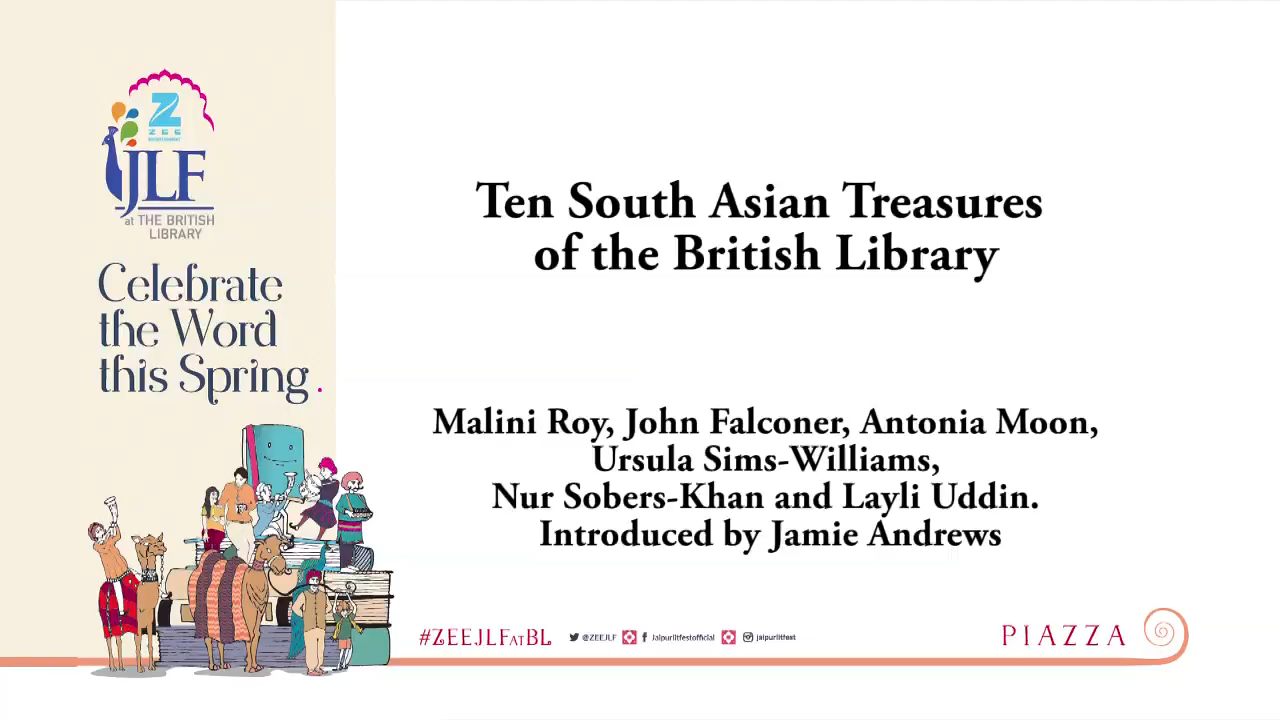 Z
ZEE
ENTERTAINMENT
JLF
at THE BRITISH
LIBRARY
Celebrate
the Word
this Spring.
Ten South Asian Treasures
of the British Library
Malini Roy, John Falconer, Antonia Moon,
Ursula Sims-Williams,
Nur Sobers-Khan and Layli Uddin.
Introduced by Jamie Andrews
#ZEEJLFATBL @ZEEJLF f jaipurlitfestofficial jaipurlitfest
PIAZZA